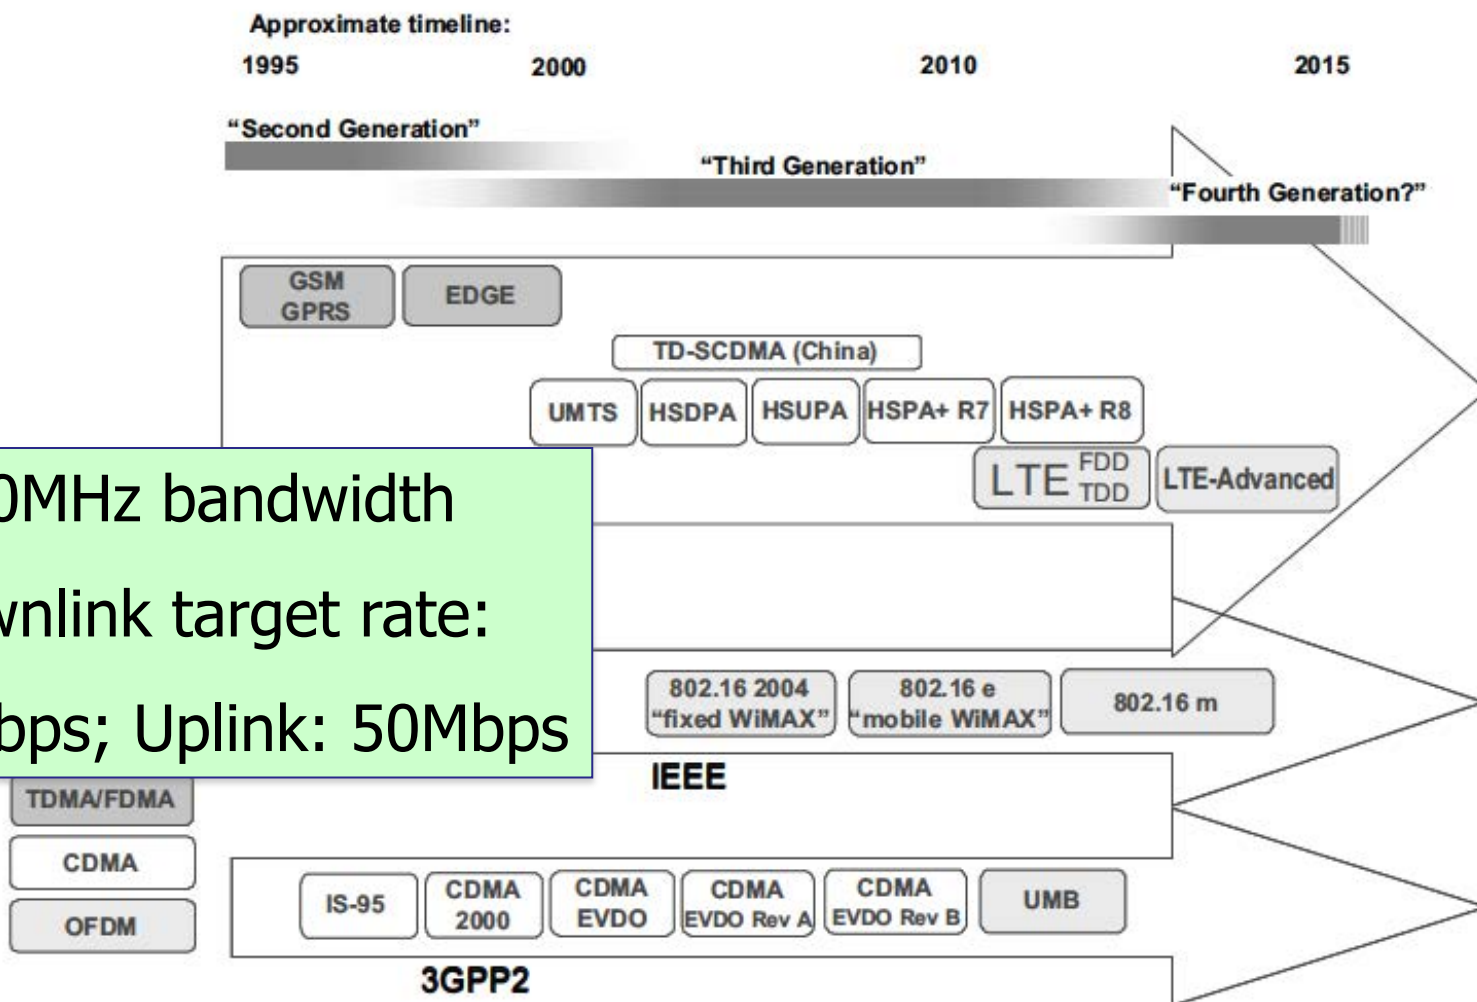 Approximate timeline:
1995 2000 2010 2015
“Second Generation”
“Third Generation”
“Fourth Generation?”
GSM
GPRS
EDGE
TD-SCDMA (China)
UMTS
HSDPA
HSUPA
HSPA+ R7
HSPA+ R8
LTE FDD
TDD
LTE-Advanced
0MHz bandwidth
wnlink target rate:
bps; Uplink: 50Mbps
802.16 2004
“fixed WiMAX”
802.16 e
“mobile WiMAX”
802.16 m
IEEE
TDMA/FDMA
CDMA
OFDM
IS-95
CDMA
2000
CDMA
EVDO
CDMA
EVDO Rev A
CDMA
EVDO Rev B
UMB
3GPP2